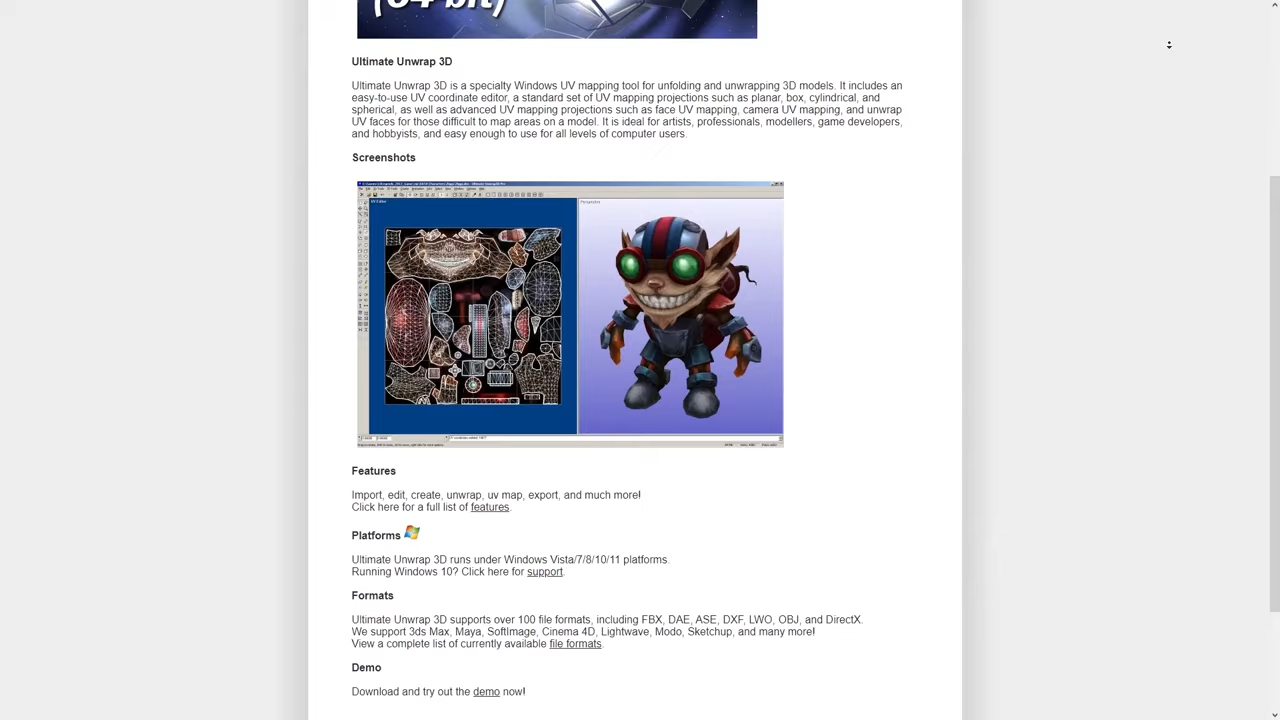 (64 bit)
Ultimate Unwrap 3D
Ultimate Unwrap 3D is a specialty Windows UV mapping tool for unfolding and unwrapping 3D models. It includes an
easy-to-use UV coordinate editor, a standard set of UV mapping projections such as planar, box, cylindrical, and
spherical, as well as advanced UV mapping projections such as face UV mapping, camera UV mapping, and unwrap
UV faces for those difficult to map areas on a model. It is ideal for artists, professionals, modellers, game developers,
and hobbyists, and easy enough to use for all levels of computer users.
Screenshots
UV Editor
Perspective
Features
Import, edit, create, unwrap, uv map, export, and much more!
Click here for a full list of features.
Platforms
Ultimate Unwrap 3D runs under Windows Vista/7/8/10/11 platforms.
Running Windows 10? Click here for support.
Formats
Ultimate Unwrap 3D supports over 100 file formats, including FBX, DAE, ASE, DXF, LWO, OBJ, and DirectX.
We support 3ds Max, Maya, SoftImage, Cinema 4D, Lightwave, Modo, Sketchup, and many more!
View a complete list of currently available file formats.
Demo
Download and try out the demo now!